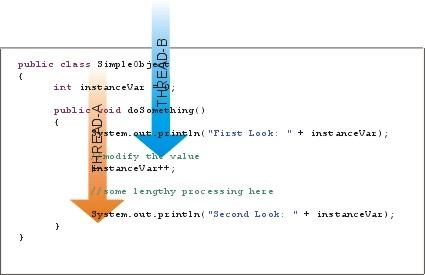 THREAD-B
public class SimpleObject
{
int instanceVar = 0;
THREAD-A
public void doSomething()
{
System.out.println("First Look: " + instanceVar);
//modify the value
instanceVar++;
//some lengthy processing here
System.out.println("Second Look: " + instanceVar);
}
}